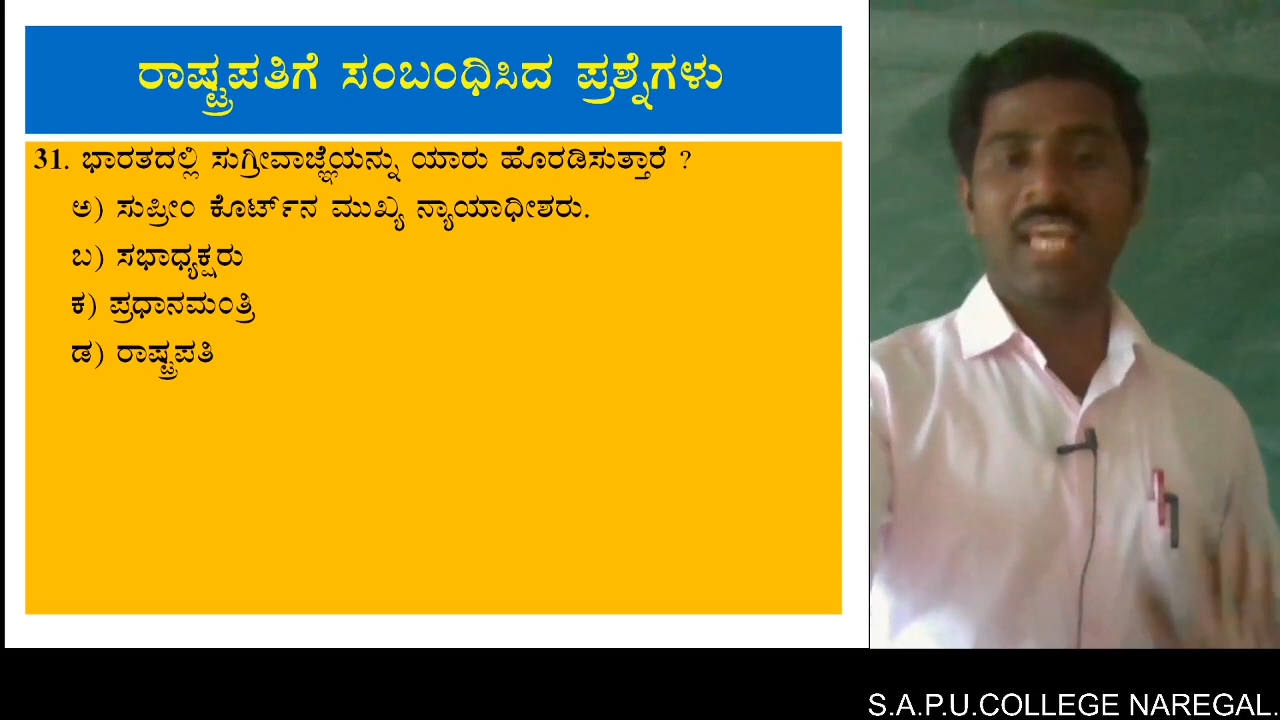 ರಾಷ್ಟ್ರಪತಿಗೆ ಸಂಬಂಧಿಸಿದ ಪ್ರಶ್ನೆಗಳು
31. ಭಾರತದಲ್ಲಿ ಸುಗ್ರೀವಾಜ್ಞೆಯನ್ನು ಯಾರು ಹೊರಡಿಸುತ್ತಾರೆ ?
ಅ) ಸುಪ್ರೀಂ ಕೊರ್ಟ್‌ನ ಮುಖ್ಯ ನ್ಯಾಯಾಧೀಶರು.
ಬ) ಸಭಾಧ್ಯಕ್ಷರು
ಕ) ಪ್ರಧಾನಮಂತ್ರಿ
ಡ) ರಾಷ್ಟ್ರಪತಿ
S.A.P.U.COLLEGE NAREGAL.